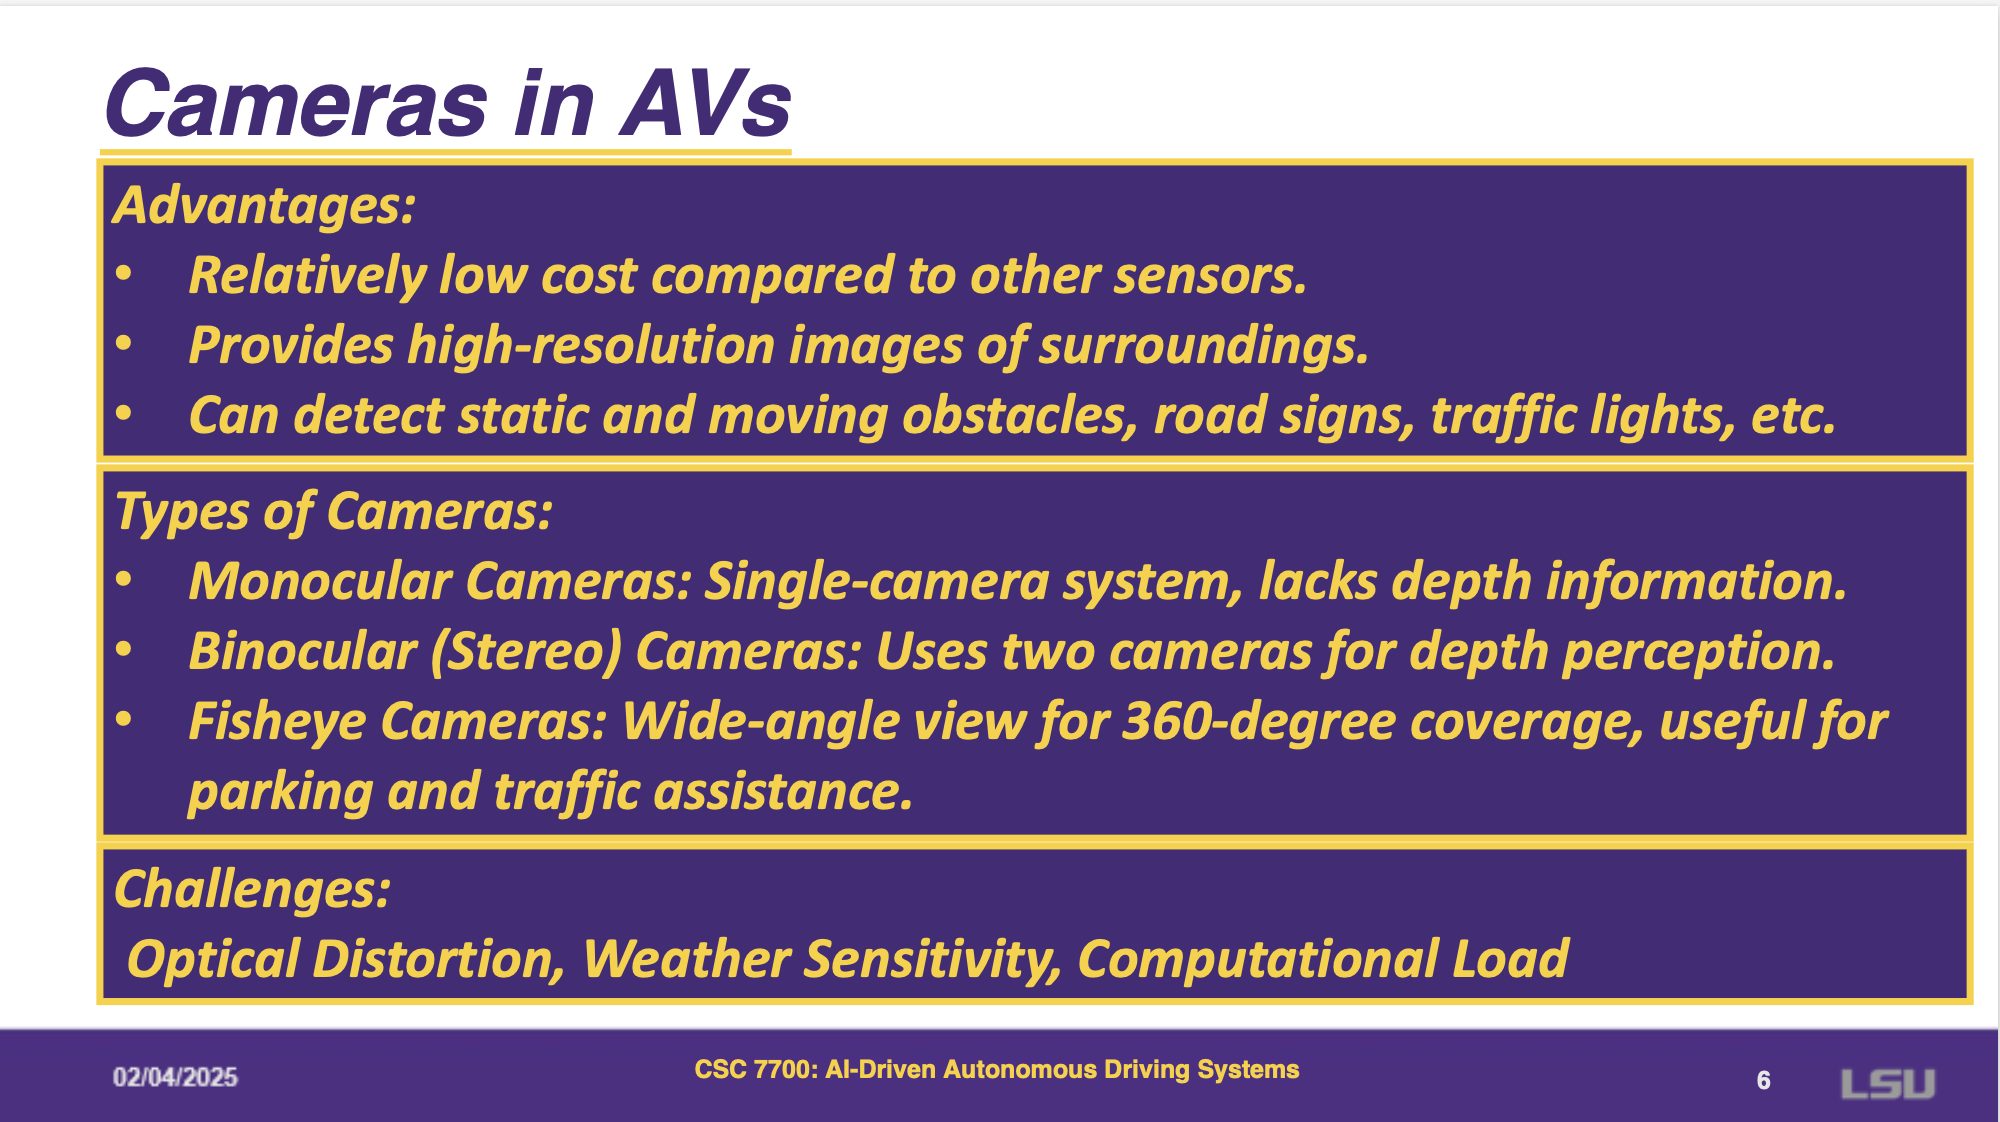 Cameras in AVs
Advantages:
• Relatively low cost compared to other sensors.
• Provides high-resolution images of surroundings.
• Can detect static and moving obstacles, road signs, traffic lights, etc.
Types of Cameras:
• Monocular Cameras: Single-camera system, lacks depth information.
• Binocular (Stereo) Cameras: Uses two cameras for depth perception.
• Fisheye Cameras: Wide-angle view for 360-degree coverage, useful for
parking and traffic assistance.
Challenges:
Optical Distortion, Weather Sensitivity, Computational Load
02/04/2025
CSC 7700: AI-Driven Autonomous Driving Systems
6
LSU